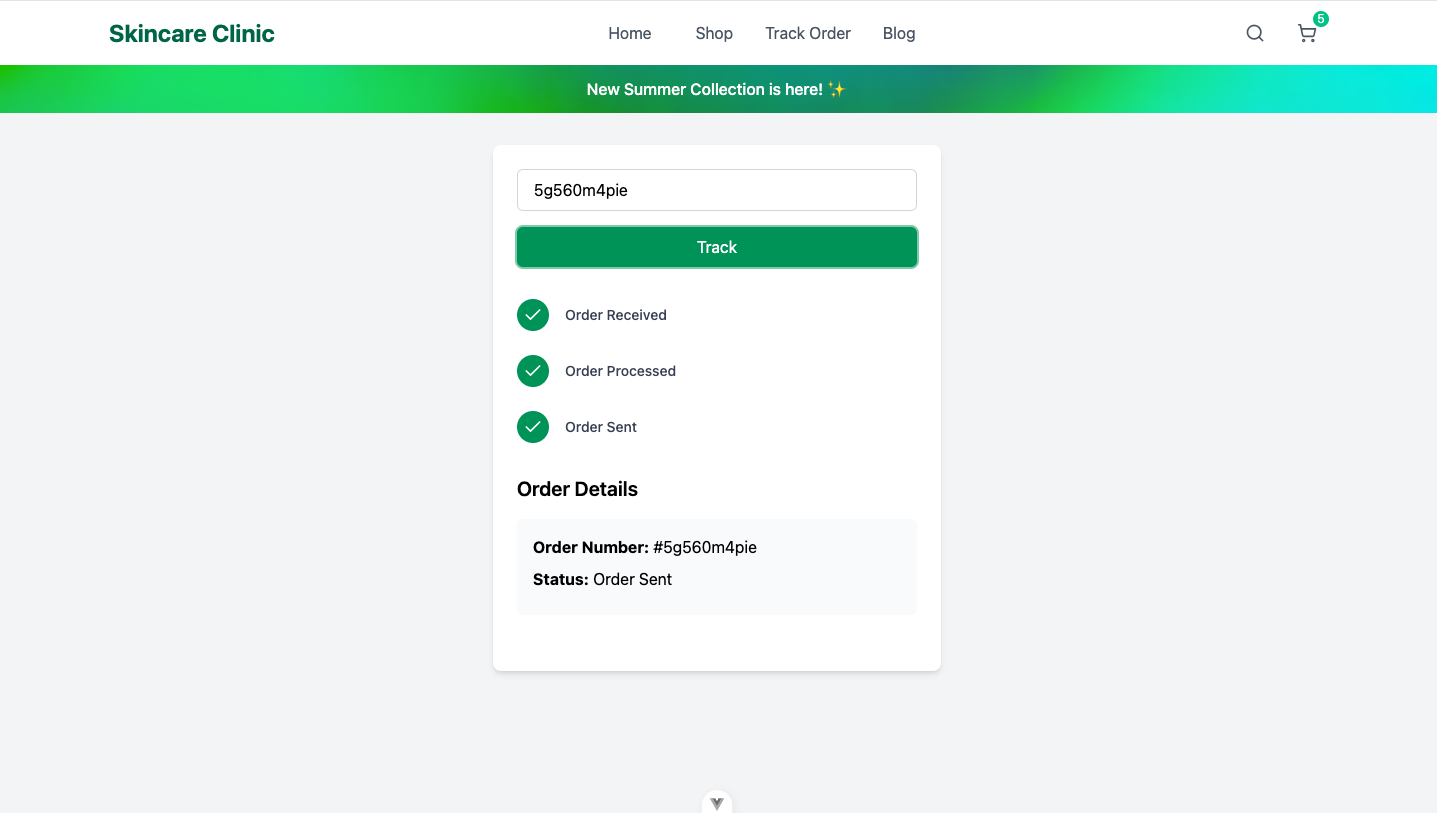 Skincare Clinic
Home Shop Track Order Blog
5
New Summer Collection is here! ✨
5g560m4pie
Track
Order Received
Order Processed
Order Sent
Order Details
Order Number: #5g560m4pie
Status: Order Sent